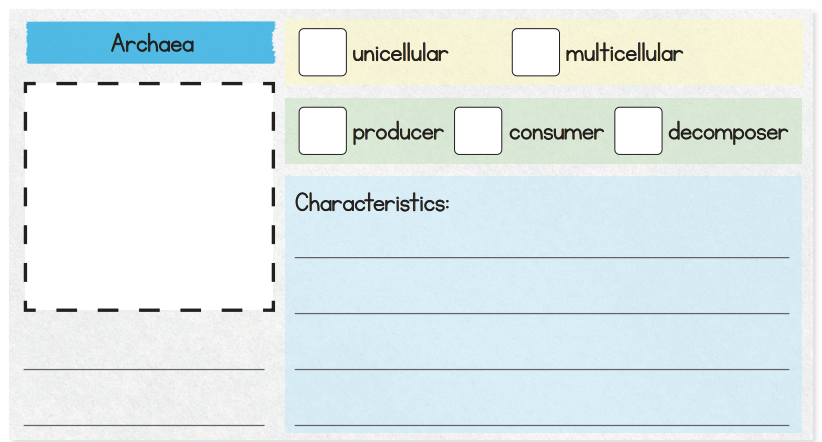 Archaea
unicellular multicellular
producer consumer decomposer
Characteristics: